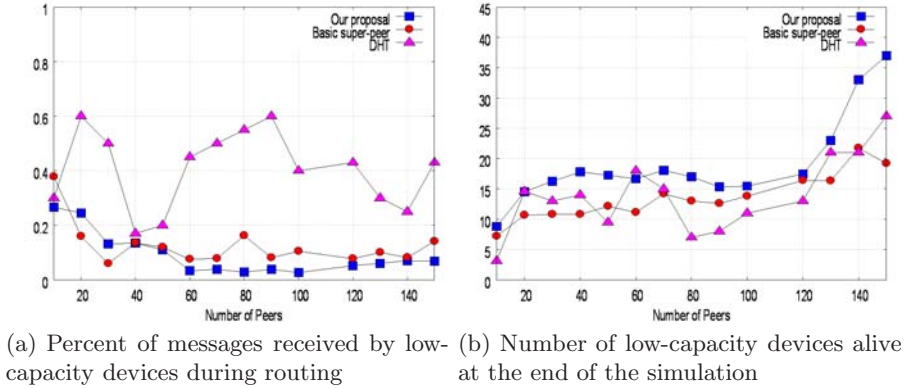 1
0.8
0.6
0.4
0.2
0
20
40
60
80
100
120
140
Number of Peers
Our proposal
Basic super-peer
DHT
(a) Percent of messages received by low-
capacity devices during routing
45
40
35
30
25
20
15
10
5
0
20
40
60
80
100
120
140
Number of Peers
Our proposal
Basic super-peer
DHT
(b) Number of low-capacity devices alive
at the end of the simulation